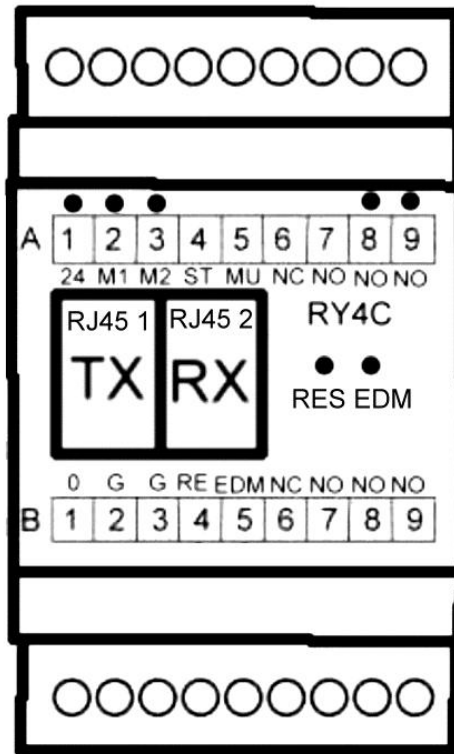 A 1 2 3 4 5 6 7 8 9
24 M1 M2 ST MU NC NO NO NO
RJ45 1 RJ45 2 RY4C
TX RX
RES EDM
0 G G RE EDM NC NO NO NO
B 1 2 3 4 5 6 7 8 9